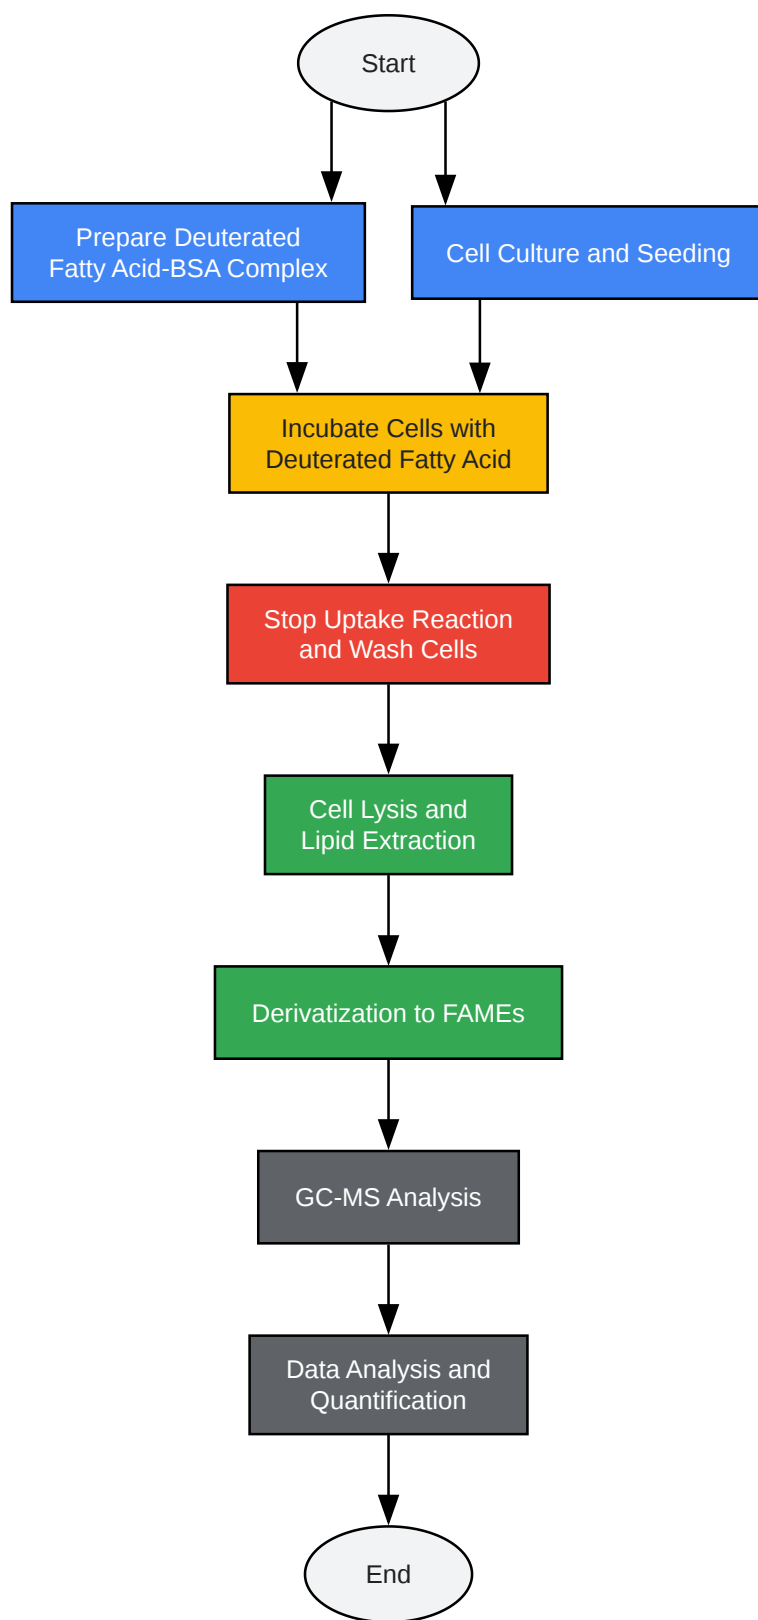 Start
Prepare Deuterated
Fatty Acid-BSA Complex
Cell Culture and Seeding
Incubate Cells with
Deuterated Fatty Acid
Stop Uptake Reaction
and Wash Cells
Cell Lysis and
Lipid Extraction
Derivatization to FAMEs
GC-MS Analysis
Data Analysis and
Quantification
End